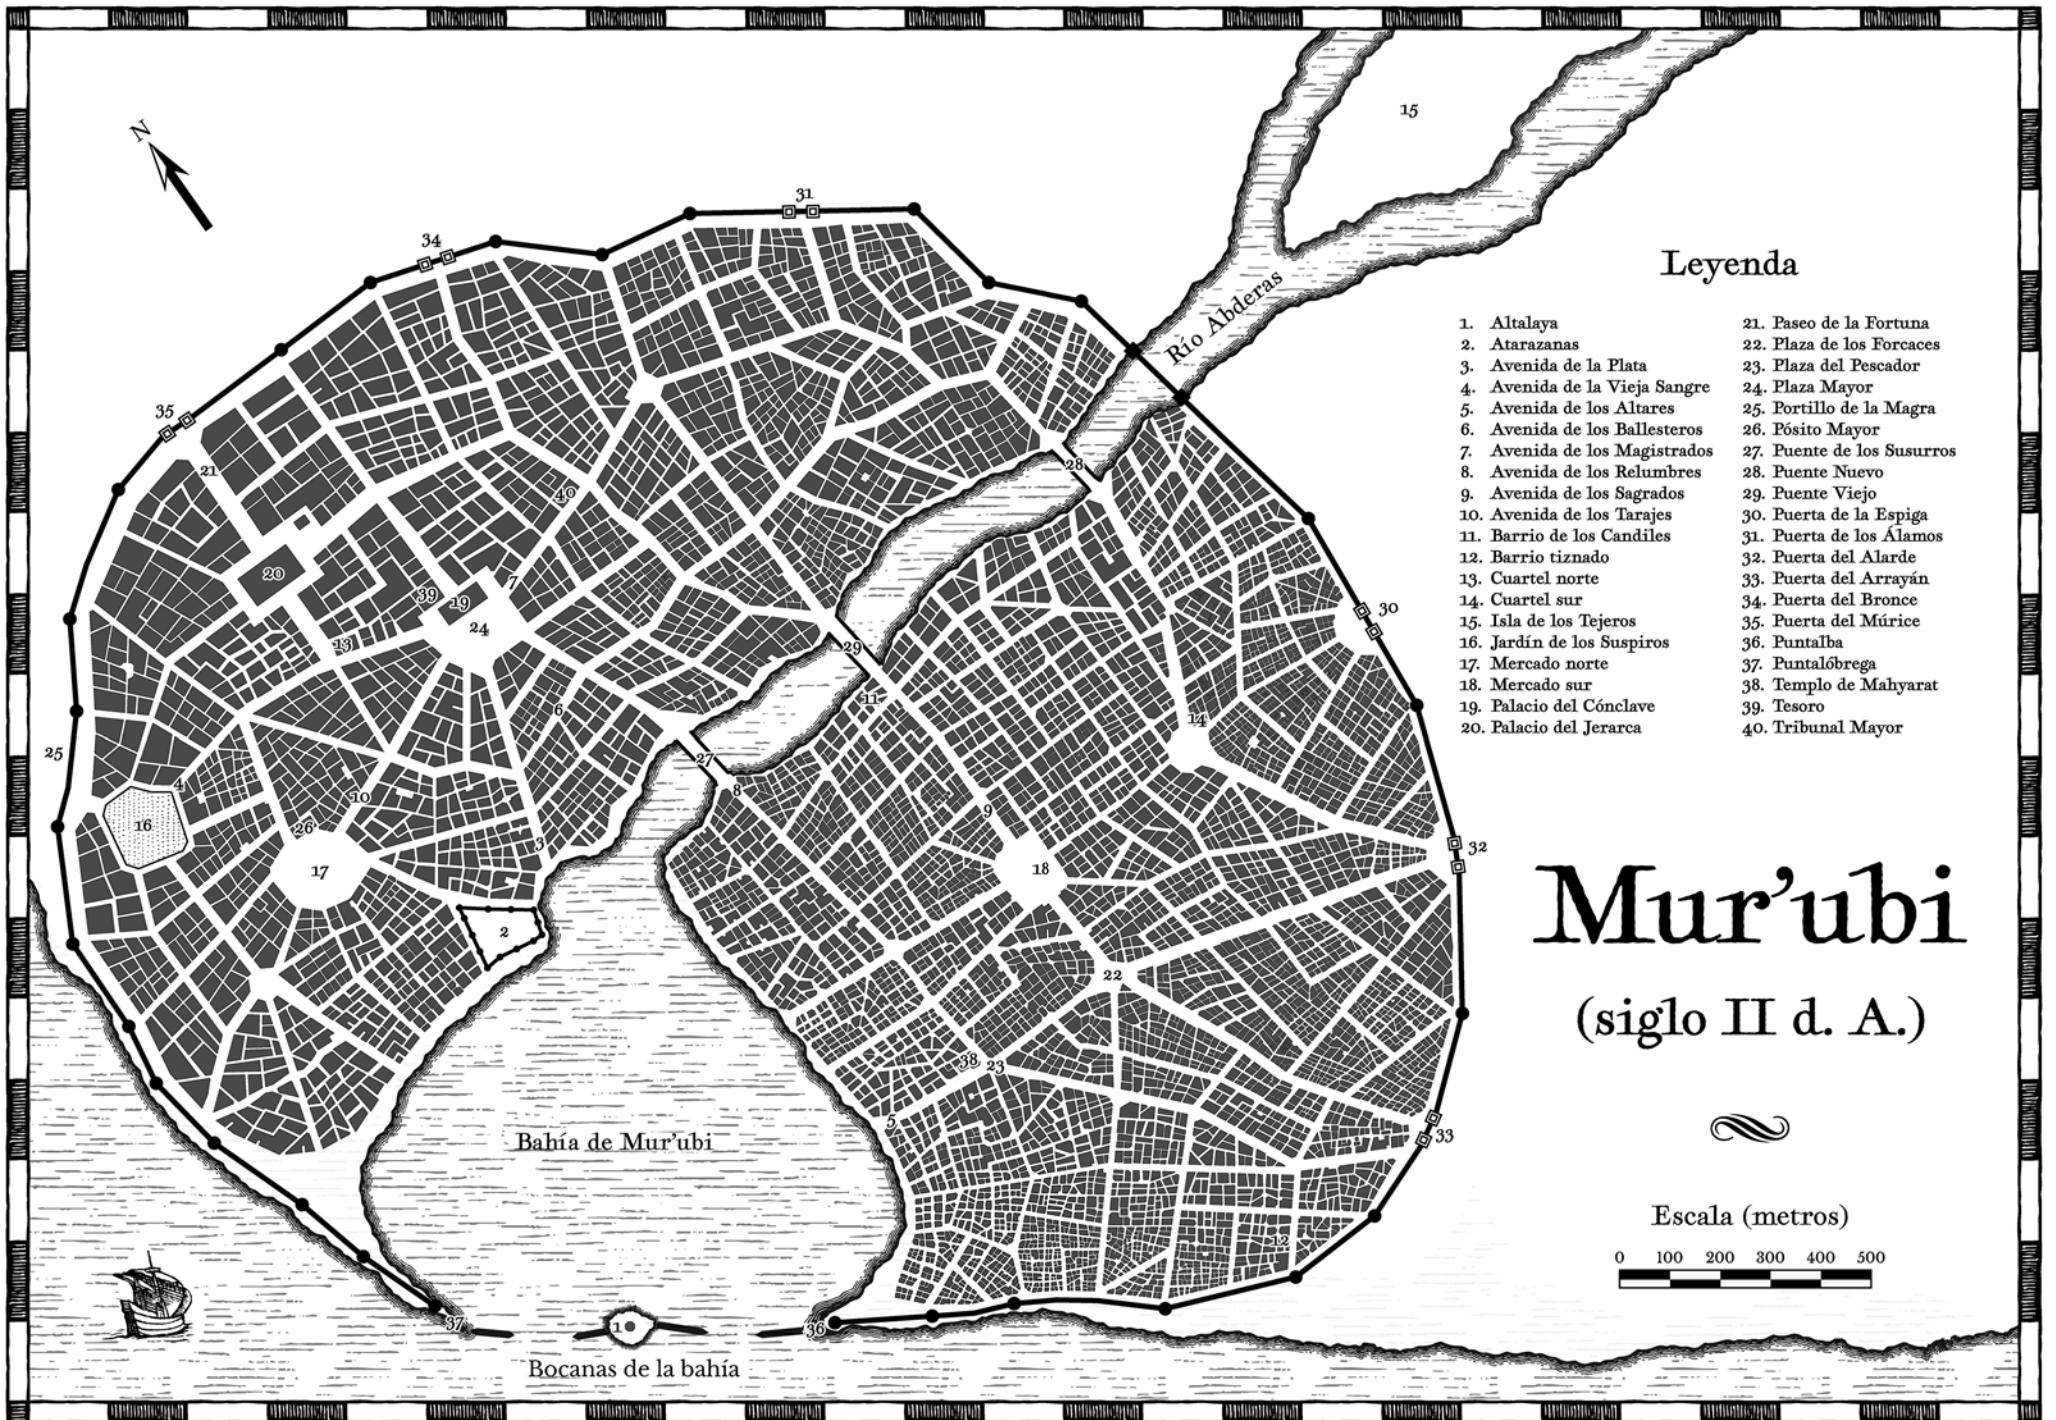 N
31
15
34
Río Abderas
35
21
28
40
20
7
39
19
24
13
30
29
11
6
14
25
27
4
8
10
9
16
26
3
32
17
18
2
22
38
23
5
33
Bahía de Mur'ubi
12
37
1
36
Bocanas de la bahía
Leyenda
1. Altalaya
2. Atarazanas
3. Avenida de la Plata
4. Avenida de la Vieja Sangre
5. Avenida de los Altares
6. Avenida de los Ballesteros
7. Avenida de los Magistrados
8. Avenida de los Relumbres
9. Avenida de los Sagrados
10. Avenida de los Tarajes
11. Barrio de los Candiles
12. Barrio tiznado
13. Cuartel norte
14. Cuartel sur
15. Isla de los Tejeros
16. Jardín de los Suspiros
17. Mercado norte
18. Mercado sur
19. Palacio del Cónclave
20. Palacio del Jerarca
21. Paseo de la Fortuna
22. Plaza de los Forcaces
23. Plaza del Pescador
24. Plaza Mayor
25. Portillo de la Magra
26. Pósito Mayor
27. Puente de los Susurros
28. Puente Nuevo
29. Puente Viejo
30. Puerta de la Espiga
31. Puerta de los Álamos
32. Puerta del Alarde
33. Puerta del Arrayán
34. Puerta del Bronce
35. Puerta del Múrice
36. Puntalba
37. Puntalóbrega
38. Templo de Mahyarat
39. Tesoro
40. Tribunal Mayor
Mur'ubi
(siglo II d. A.)
Escala (metros)
0 100 200 300 400 500